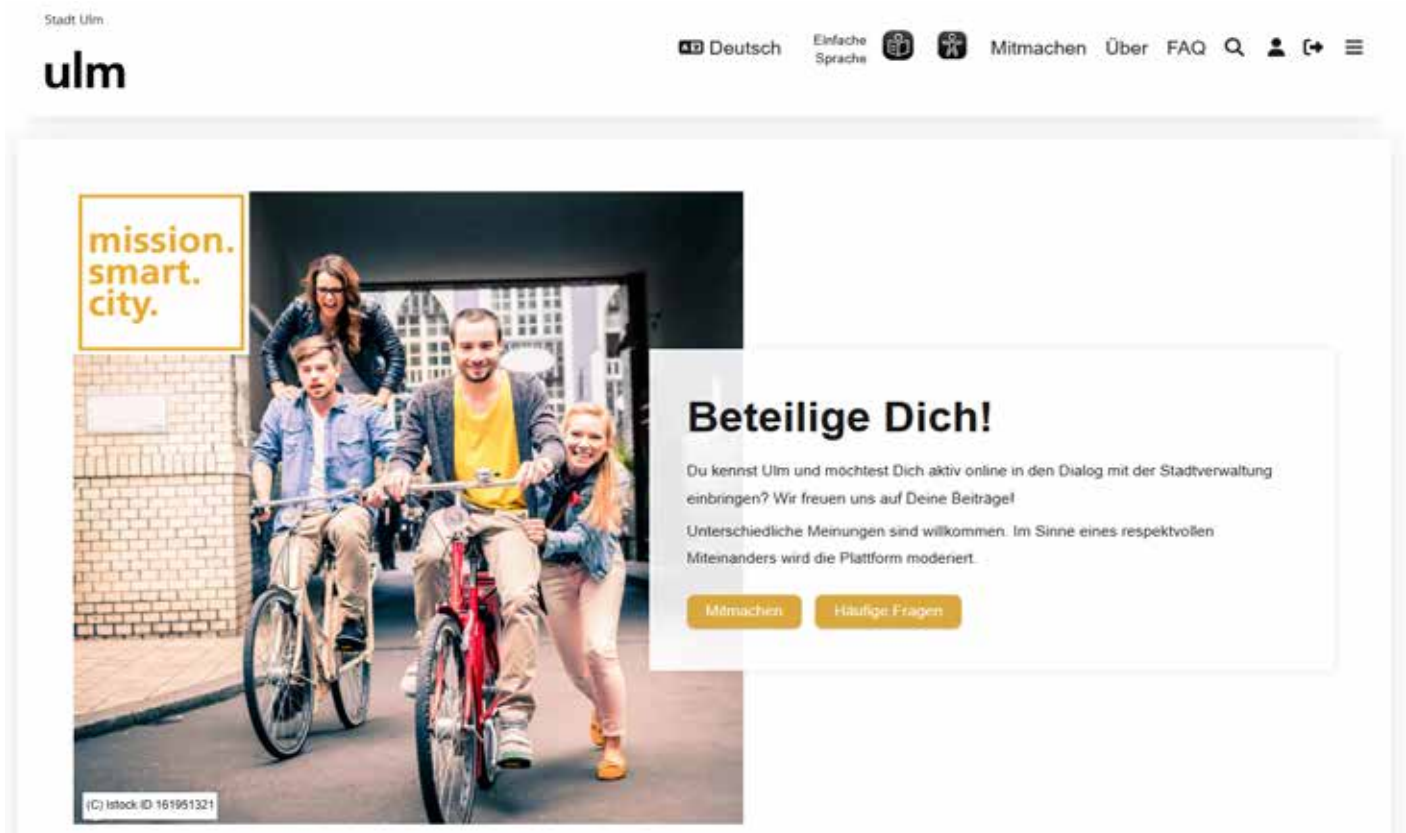 Stadt Ulm
ulm
Deutsch
Einfache
Sprache
Mitmachen Über FAQ
mission.
smart.
city.
Beteilige Dich!
Du kennst Ulm und möchtest Dich aktiv online in den Dialog mit der Stadtverwaltung
einbringen? Wir freuen uns auf Deine Beiträge!
Unterschiedliche Meinungen sind willkommen. Im Sinne eines respektvollen
Miteinanders wird die Plattform moderiert.
Mitmachen Häufige Fragen
(C) Istock ID 161951321